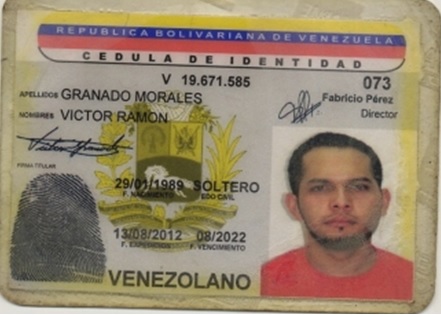 REPUBLICA BOLIVARIANA DE VENEZUELA
CEDULA DE IDENTIDAD
V 19.671.585 073
APELLIDOS GRANADO MORALES
Fabricio Pérez
Director
NOMBRES VICTOR RAMON
FIRMA TITULAR
29/01/1989 SOLTERO
F. NACIMIENTO EDO CIVIL
13/08/2012 08/2022
F. EXPEDICION F. VENCIMIENTO
VENEZOLANO